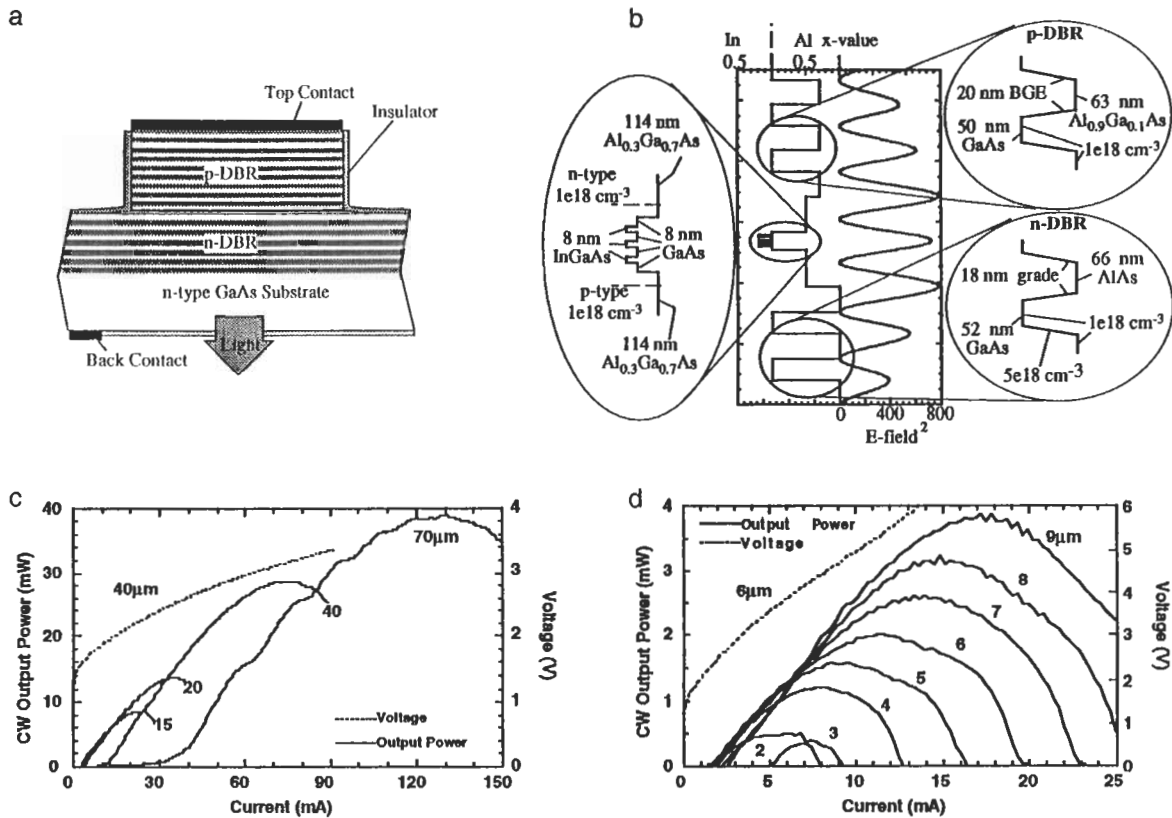 a
Top Contact
Insulator
p-DBR
n-DBR
n-type GaAs Substrate
Light
Back Contact
b
In
Al x-value
0.5
0.5
114 nm
Al0.3Ga0.7As
n-type
1e18 cm-3
8 nm
InGaAs
8 nm
GaAs
p-type
1e18 cm-3
114 nm
Al0.3Ga0.7As
0 400 800
E-field2
p-DBR
20 nm BGE
63 nm
Al0.9Ga0.1As
50 nm
GaAs
1e18 cm-3
n-DBR
18 nm grade
66 nm
AlAs
52 nm
GaAs
1e18 cm-3
5e18 cm-3
c
CW Output Power (mW)
40
30
20
10
0
40µm
70µm
40
20
15
Voltage
Output Power
4
3
2
1
0
Voltage (V)
0 30 60 90 120 150
Current (mA)
d
CW Output Power (mW)
4
3
2
1
0
Output Power
Voltage
6µm
9µm
8
7
6
5
4
3
2
6
5
4
3
2
1
0
Voltage (V)
0 5 10 15 20 25
Current (mA)